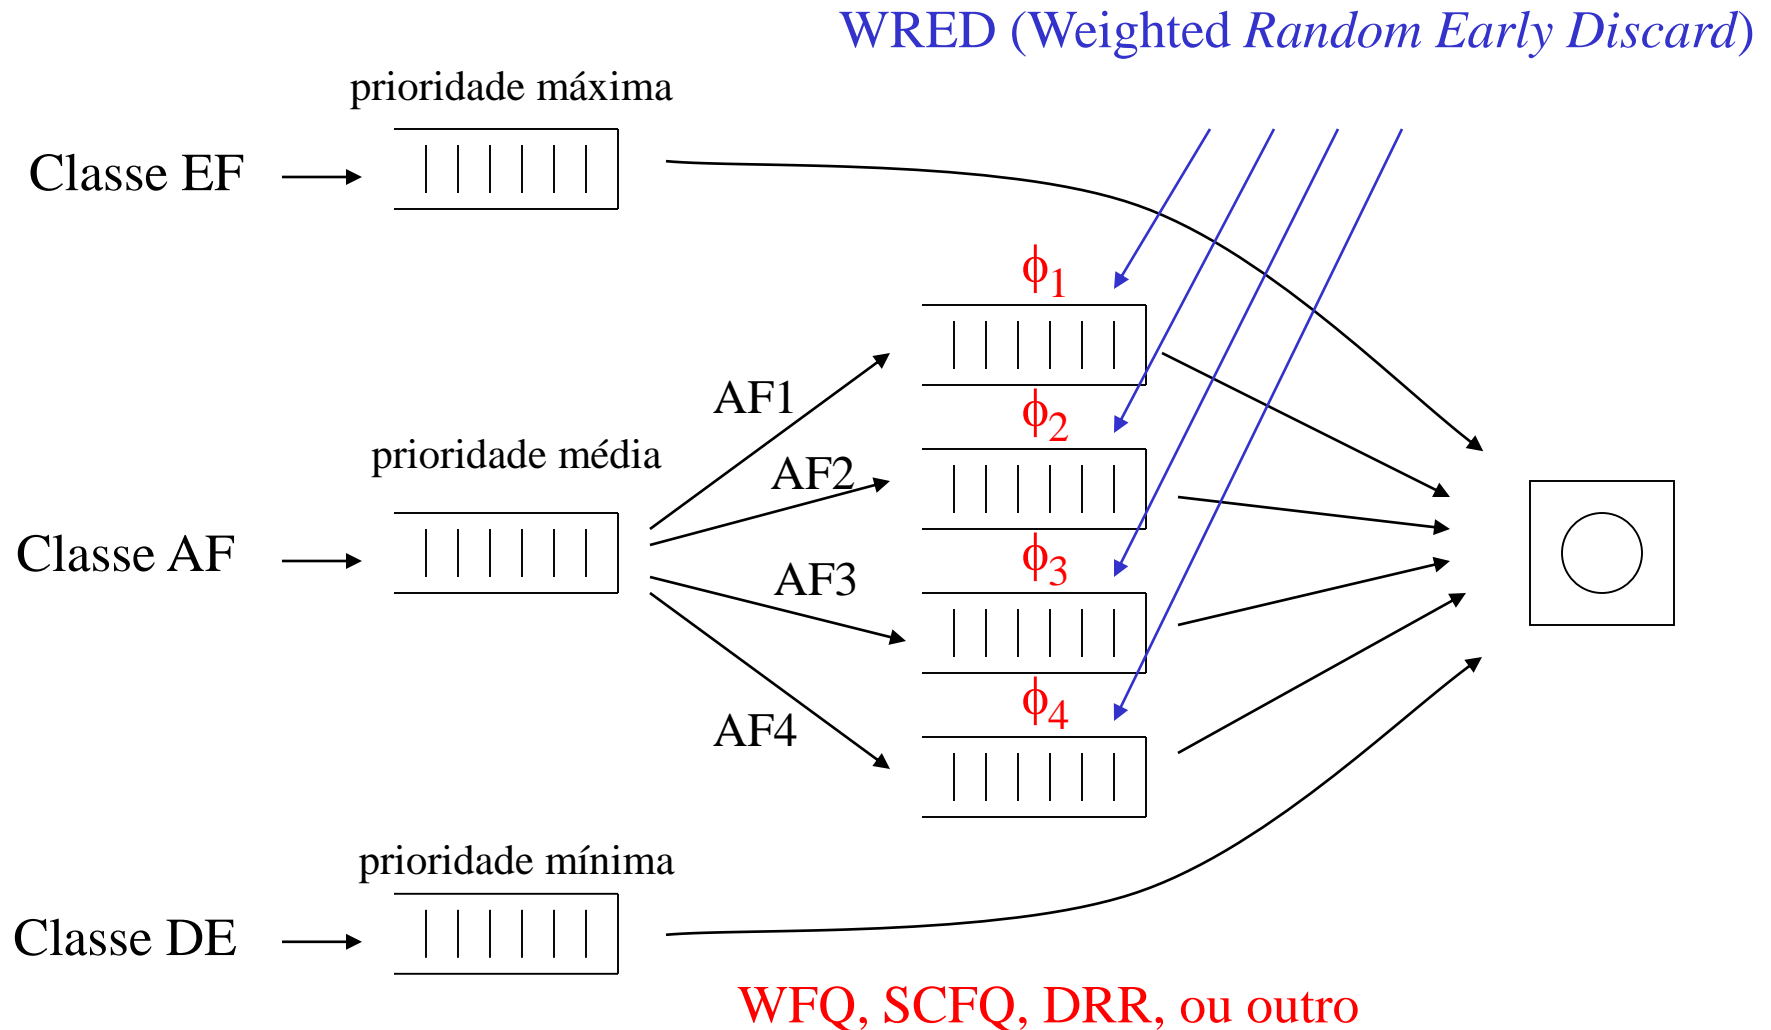 WRED (Weighted Random Early Discard)
prioridade máxima
Classe EF
ϕ1
AF1
ϕ2
prioridade média
AF2
Classe AF
ϕ3
AF3
ϕ4
AF4
prioridade mínima
Classe DE
WFQ, SCFQ, DRR, ou outro